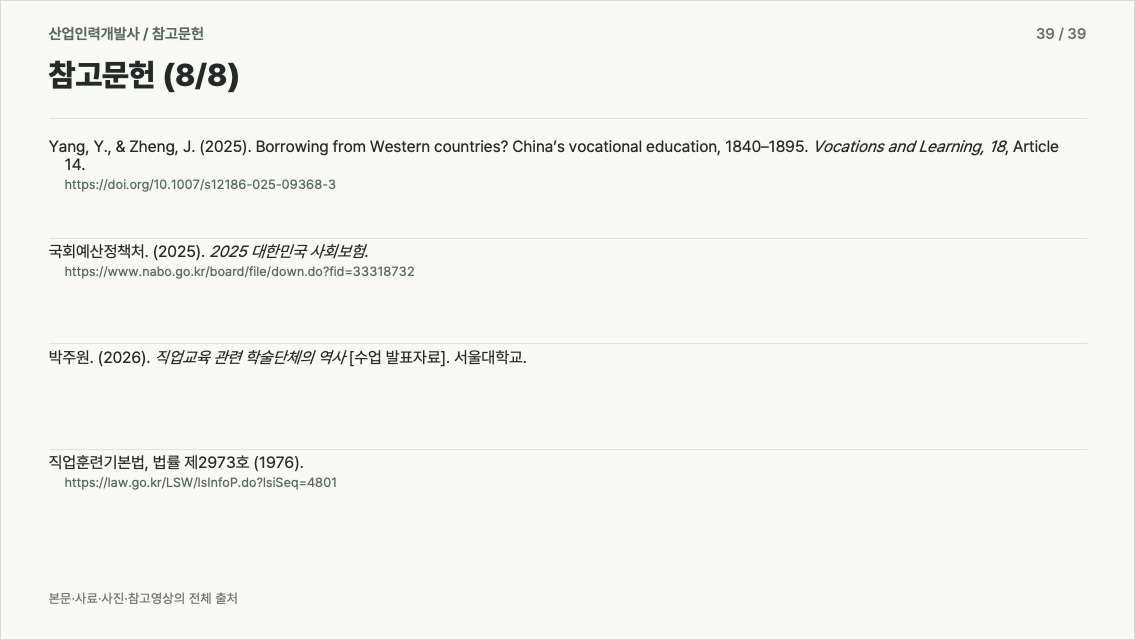 산업인력개발사 / 참고문헌
39 / 39
참고문헌 (8/8)
Yang, Y., & Zheng, J. (2025). Borrowing from Western countries? China’s vocational education, 1840–1895. Vocations and Learning, 18, Article
14.
https://doi.org/10.1007/s12186-025-09368-3
국회예산정책처. (2025). 2025 대한민국 사회보험.
https://www.nabo.go.kr/board/file/down.do?fid=33318732
박주원. (2026). 직업교육 관련 학술단체의 역사 [수업 발표자료]. 서울대학교.
직업훈련기본법, 법률 제2973호 (1976).
https://law.go.kr/LSW/lsInfoP.do?lsiSeq=4801
본문·사료·사진·참고영상의 전체 출처